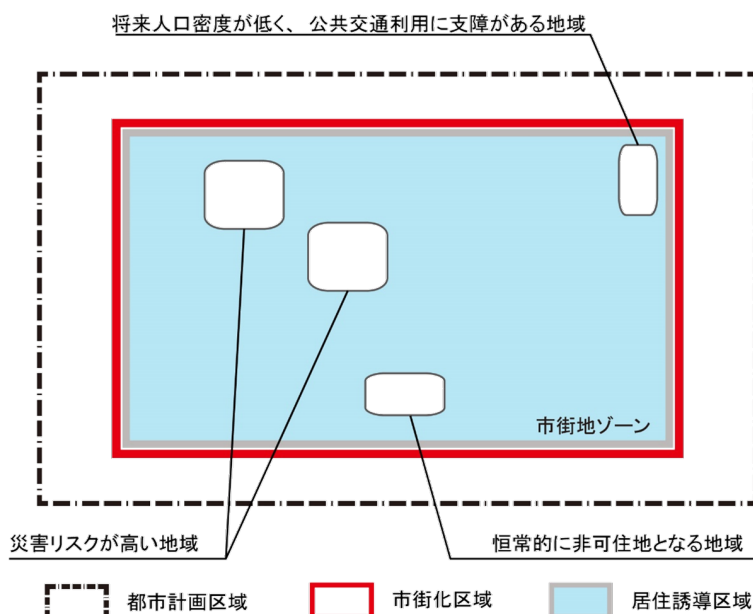 将来人口密度が低く、公共交通利用に支障がある地域
市街地ゾーン
災害リスクが高い地域
恒常的に非可住地となる地域
都市計画区域
市街化区域
居住誘導区域